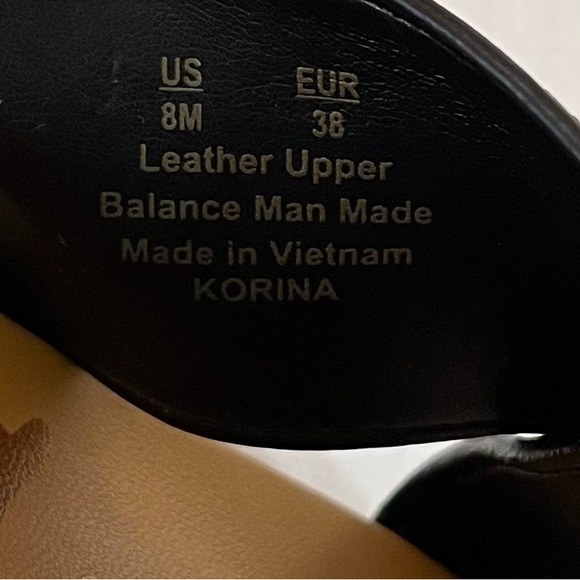 US EUR
8M 38
Leather Upper
Balance Man Made
Made in Vietnam
KORINA